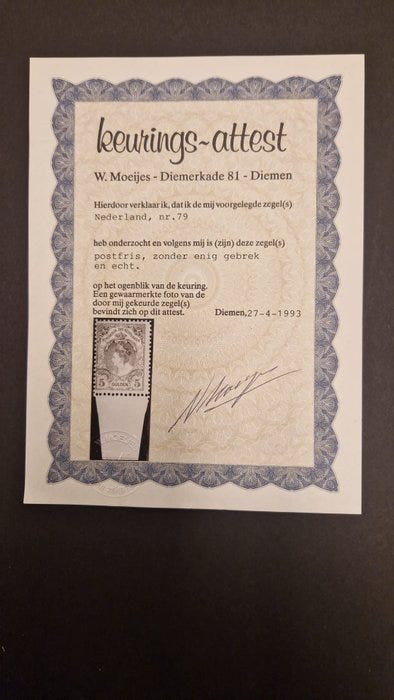 keurings~attest
W. Moeijes - Diemerkade 81 - Diemen
Hierdoor verklaar ik, dat ik de mij voorgelegde zegel(s)
Nederland, nr.79
heb onderzocht en volgens mij is (zijn) deze zegel(s)
postfris, zonder enig gebrek
en echt.
op het ogenblik van de keuring.
Een gewaarmerkte foto van de
door mij gekeurde zegel(s)
bevindt zich op dit attest.
Diemen, 27-4-1993
5 5
GULDEN